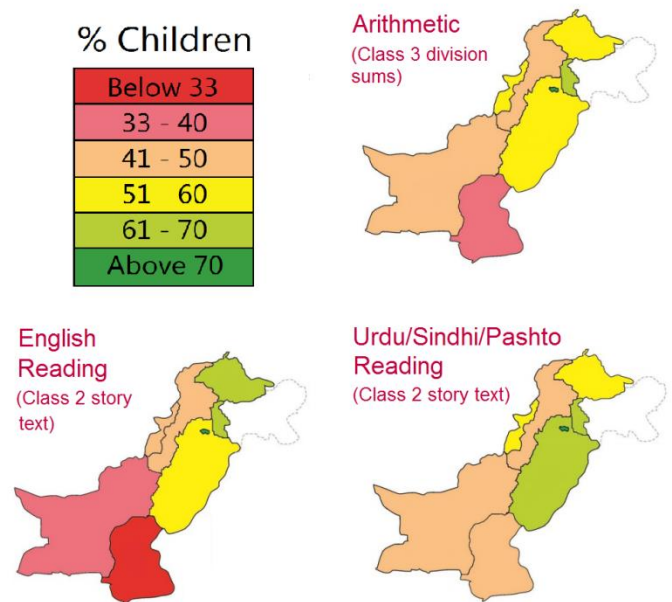 % Children
Below 33
33 - 40
41 - 50
51 60
61 - 70
Above 70
Arithmetic
(Class 3 division
sums)
English
Reading
(Class 2 story
text)
Urdu/Sindhi/Pashto
Reading
(Class 2 story text)